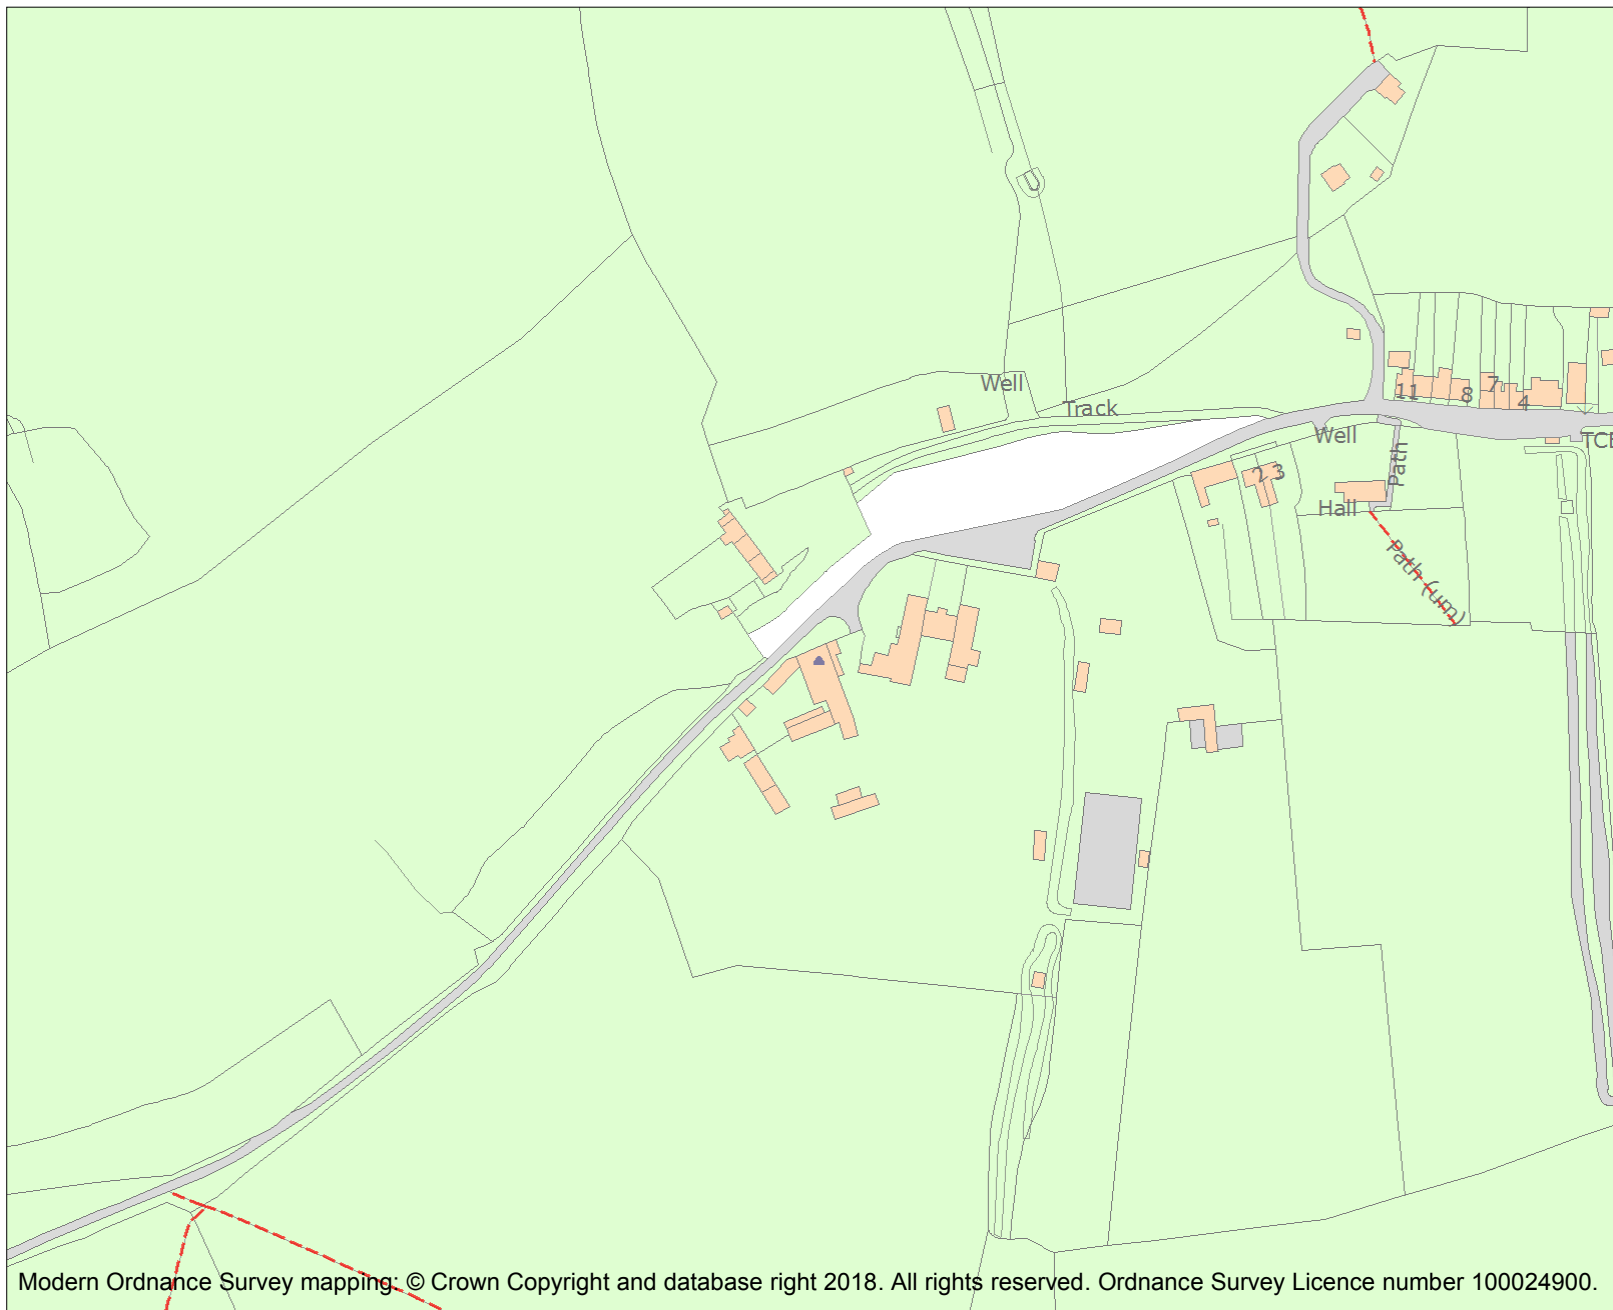 Well
Track
11
8
7
4
Well
TCB
Path
2 3
Hall
Path (um)
Modern Ordnance Survey mapping: © Crown Copyright and database right 2018. All rights reserved. Ordnance Survey Licence number 100024900.